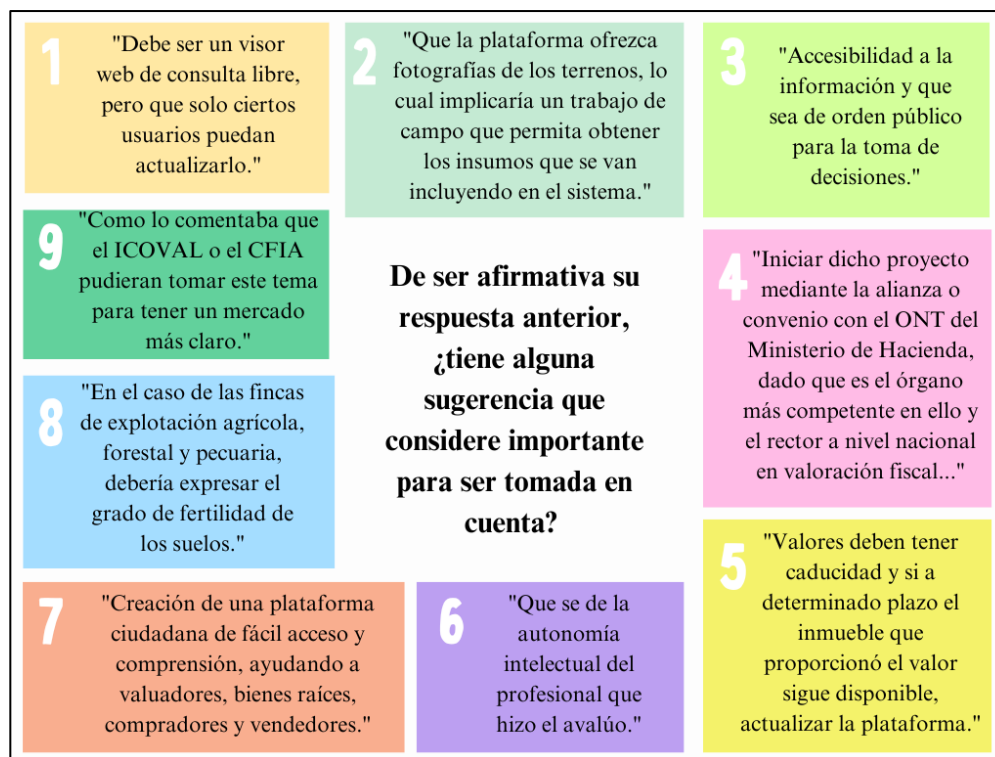 1
"Debe ser un visor
web de consulta libre,
pero que solo ciertos
usuarios puedan
actualizarlo."
2
"Que la plataforma ofrezca
fotografías de los terrenos, lo
cual implicaría un trabajo de
campo que permita obtener
los insumos que se van
incluyendo en el sistema."
3
"Accesibilidad a la
información y que
sea de orden público
para la toma de
decisiones."
De ser afirmativa su
respuesta anterior,
¿tiene alguna
sugerencia que
considere importante
para ser tomada en
cuenta?
4
"Iniciar dicho proyecto
mediante la alianza o
convenio con el ONT del
Ministerio de Hacienda,
dado que es el órgano
más competente en ello y
el rector a nivel nacional
en valoración fiscal..."
5
"Valores deben tener
caducidad y si a
determinado plazo el
inmueble que
proporcionó el valor
sigue disponible,
actualizar la plataforma."
6
"Que se de la
autonomía
intelectual del
profesional que
hizo el avalúo."
7
"Creación de una plataforma
ciudadana de fácil acceso y
comprensión, ayudando a
valuadores, bienes raíces,
compradores y vendedores."
8
"En el caso de las fincas
de explotación agrícola,
forestal y pecuaria,
debería expresar el
grado de fertilidad de
los suelos."
9
"Como lo comentaba que
el ICOVAL o el CFIA
pudieran tomar este tema
para tener un mercado
más claro."